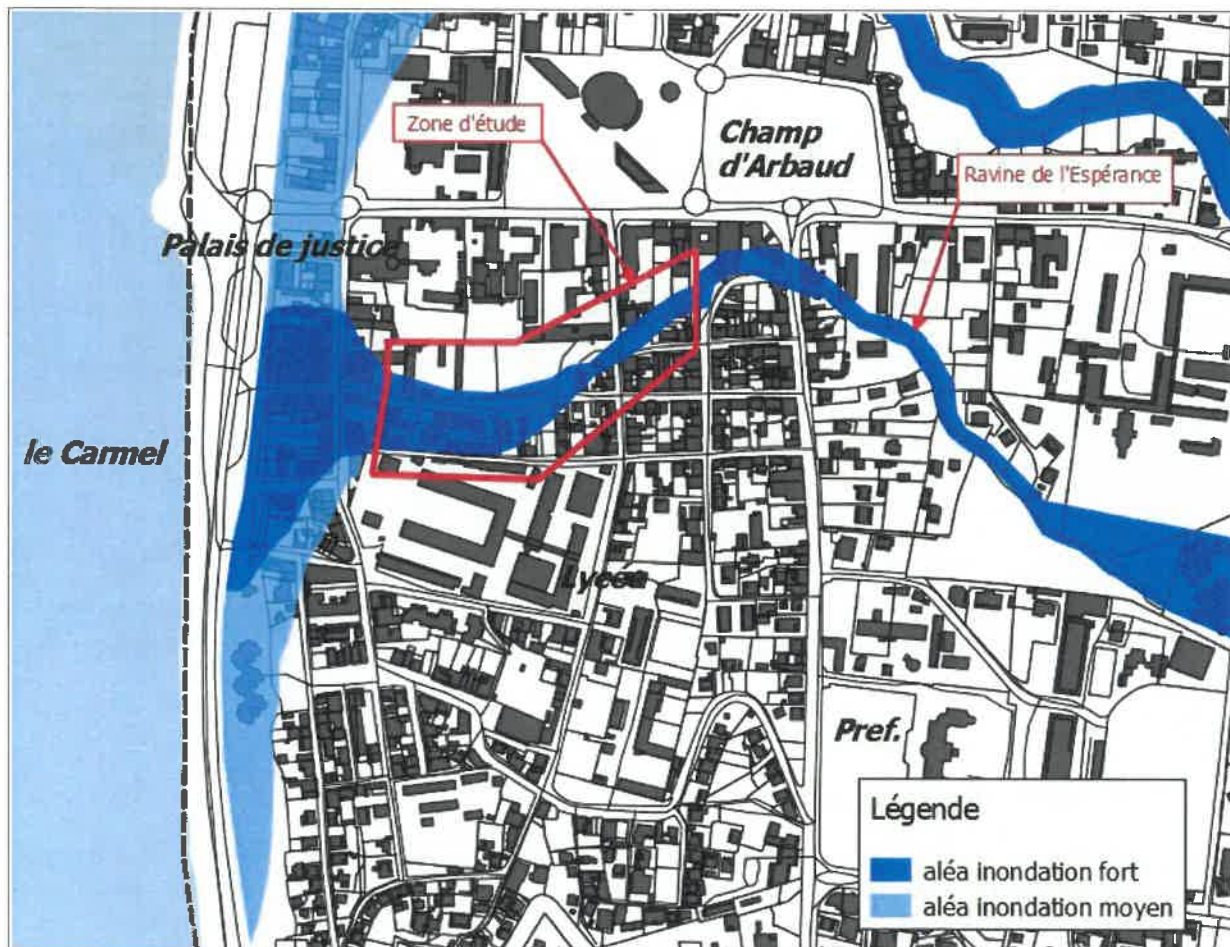 Zone d'étude
Champ
d'Arbaud
Ravine de l'Espérance
Palais de justice
le Carmel
Lycée
Pref.
Légende
aléa inondation fort
aléa inondation moyen